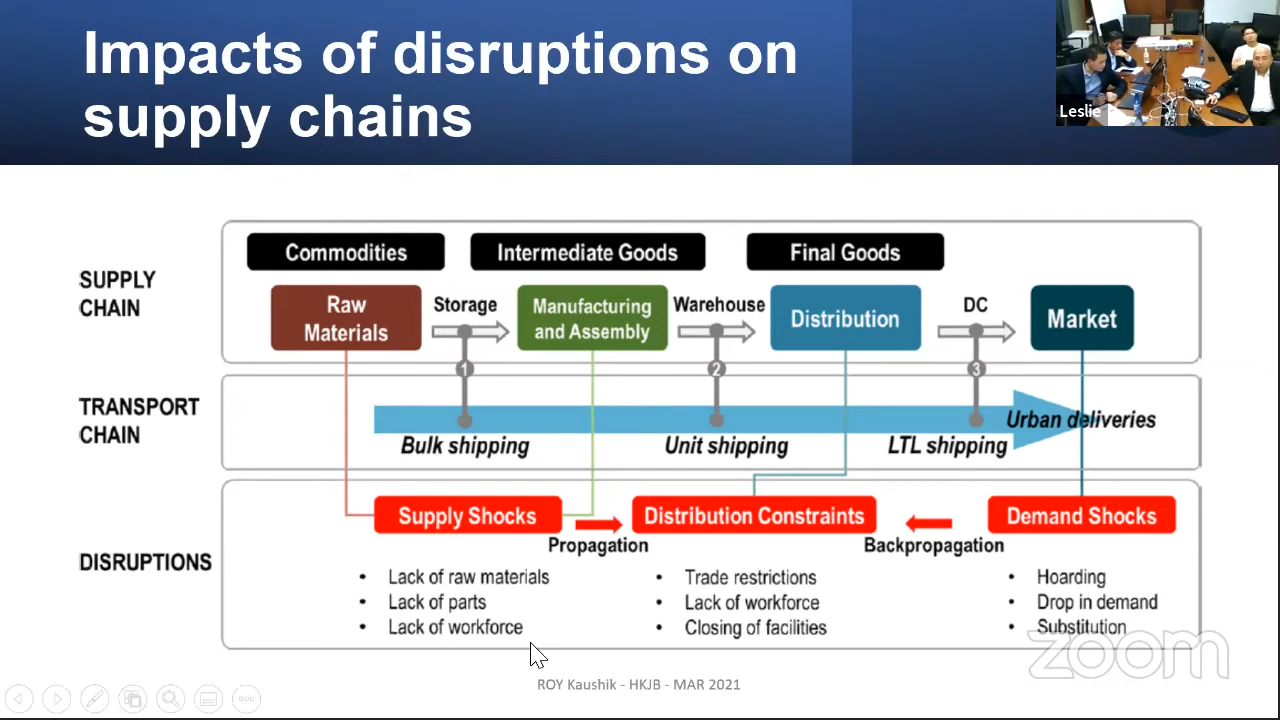 Impacts of disruptions on
supply chains
Leslie
SUPPLY
CHAIN
Commodities
Intermediate Goods
Final Goods
Raw
Materials
Storage
Manufacturing
and Assembly
Warehouse
Distribution
DC
Market
1
2
3
TRANSPORT
CHAIN
Urban deliveries
Bulk shipping
Unit shipping
LTL shipping
DISRUPTIONS
Supply Shocks
Distribution Constraints
Demand Shocks
Propagation
Backpropagation
• Lack of raw materials
• Lack of parts
• Lack of workforce
• Trade restrictions
• Lack of workforce
• Closing of facilities
• Hoarding
• Drop in demand
• Substitution
zoom
ROY Kaushik - HKJB - MAR 2021